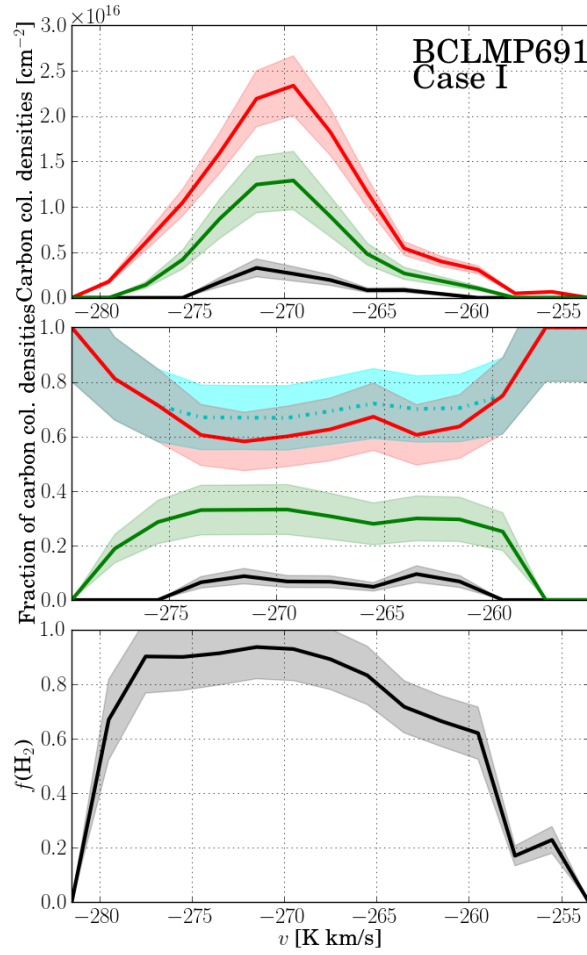 ×10^16
BCLMP691
Case I
Carbon col. densities [cm^-2]
3.0
2.5
2.0
1.5
1.0
0.5
0.0
−280 −275 −270 −265 −260 −255
Fraction of carbon col. densities
1.0
0.8
0.6
0.4
0.2
0.0
−275 −270 −265 −260
f(H_2)
1.0
0.8
0.6
0.4
0.2
0.0
−280 −275 −270 −265 −260 −255
v [K km/s]